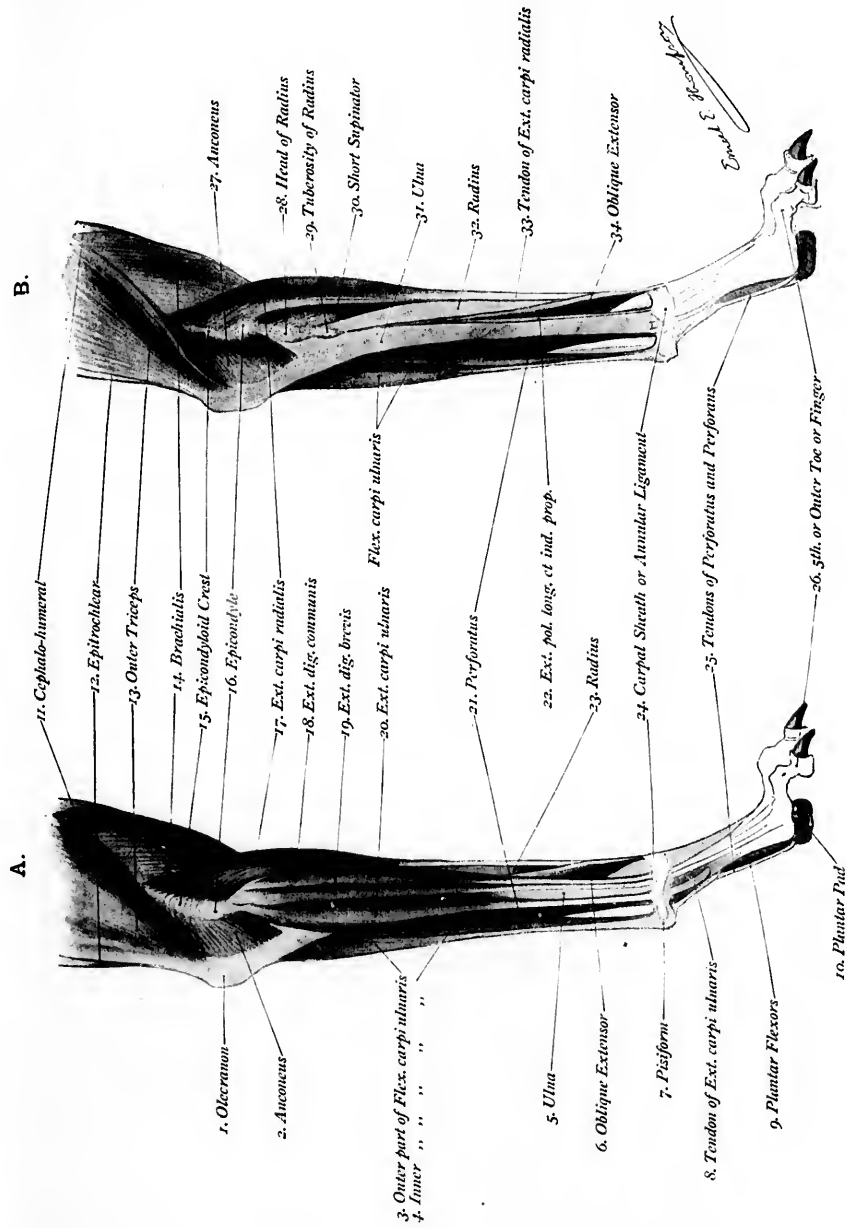 A.
B.
1. Olecranon
2. Anconeus
3. Outer part of Flex. carpi ulnaris
4. Inner ,, ,, ,, ,, ,,
5. Ulna
6. Oblique Extensor
7. Pisiform
8. Tendon of Ext. carpi ulnaris
9. Plantar Flexors
10. Plantar Pad
11. Cephalo-humeral
12. Epitrochlear
13. Outer Triceps
14. Brachialis
15. Epicondyloid Crest
16. Epicondyle
17. Ext. carpi radialis
18. Ext. dig. communis
19. Ext. dig. brevis
20. Ext. carpi ulnaris
Flex. carpi ulnaris
21. Perforatus
22. Ext. pol. long. et ind. prop.
23. Radius
24. Carpal Sheath or Annular Ligament
25. Tendons of Perforatus and Perforans
26. 5th. or Outer Toe or Finger
27. Anconeus
28. Head of Radius
29. Tuberosity of Radius
30. Short Supinator
31. Ulna
32. Radius
33. Tendon of Ext. carpi radialis
34. Oblique Extensor